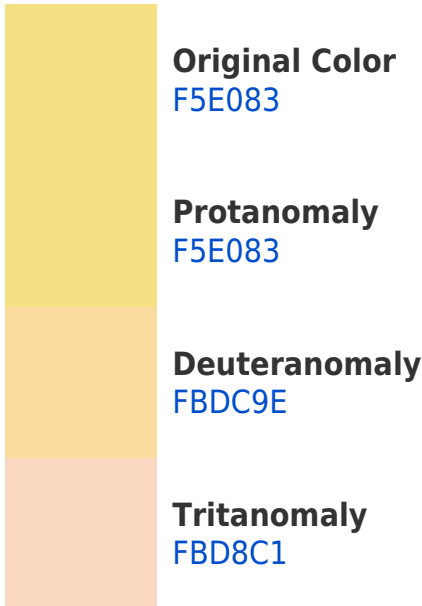 Original Color
F5E083
Protanomaly
F5E083
Deuteranomaly
FBDC9E
Tritanomaly
FBD8C1